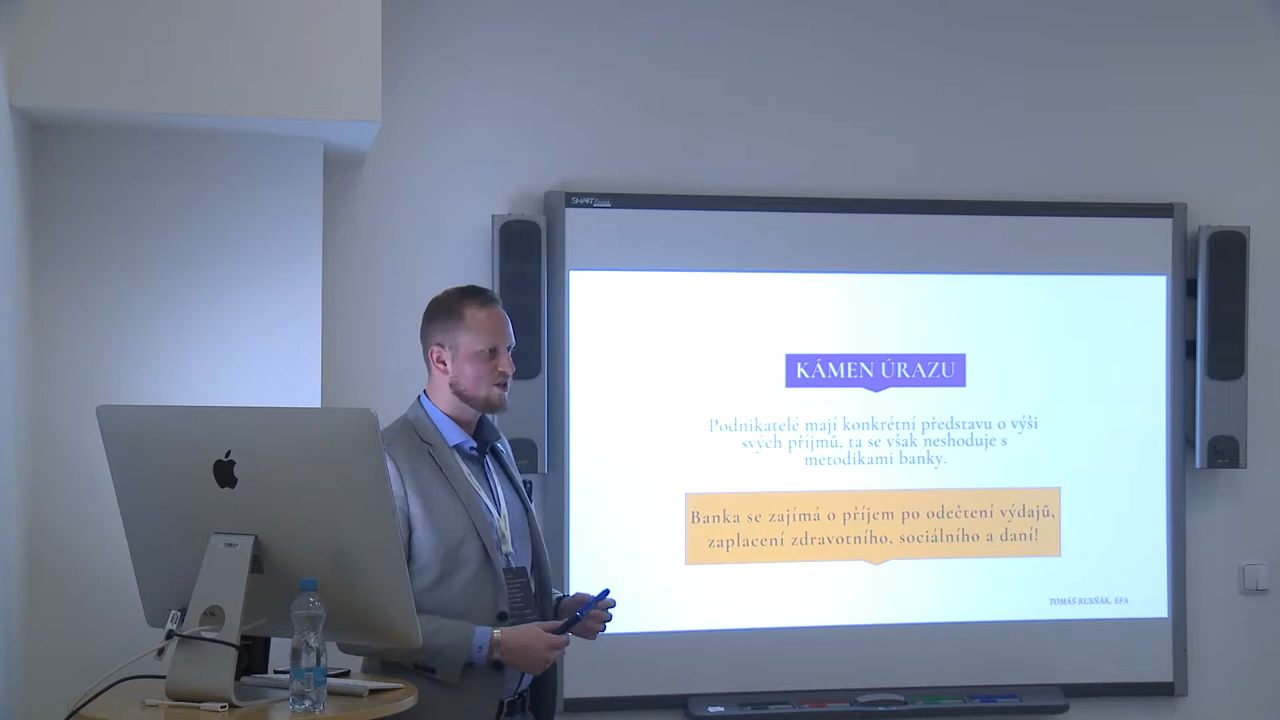 SMART
KÁMEN ÚRAZU
Podnikatelé mají konkrétní představu o výši
svých příjmů, ta se však neshoduje s
metodikami banky.
Banka se zajímá o příjem po odečtení výdajů,
zaplacení zdravotního, sociálního a daní!
TOMÁŠ RUSŇÁK, EFA